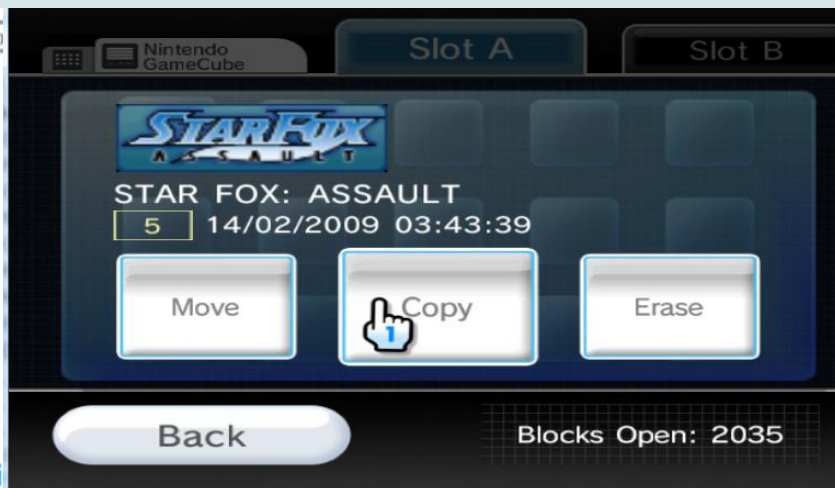 Nintendo
GameCube
Slot A
Slot B
STARFOX
ASSAULT
STAR FOX: ASSAULT
5 14/02/2009 03:43:39
Move
Copy
1
Erase
Back
Blocks Open: 2035